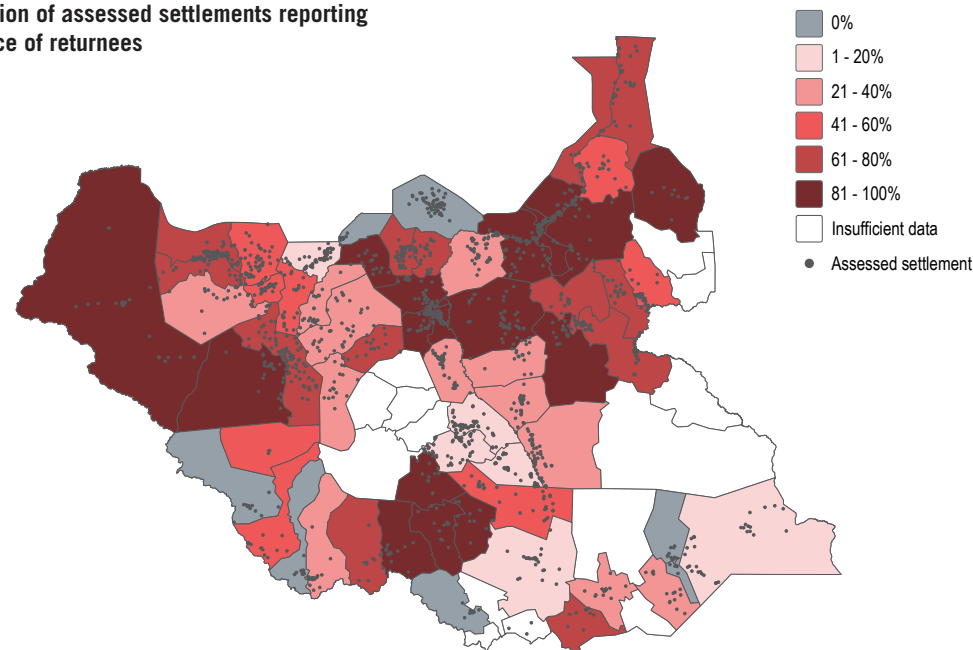 ion of assessed settlements reporting
ce of returnees
0%
1 - 20%
21 - 40%
41 - 60%
61 - 80%
81 - 100%
Insufficient data
Assessed settlement